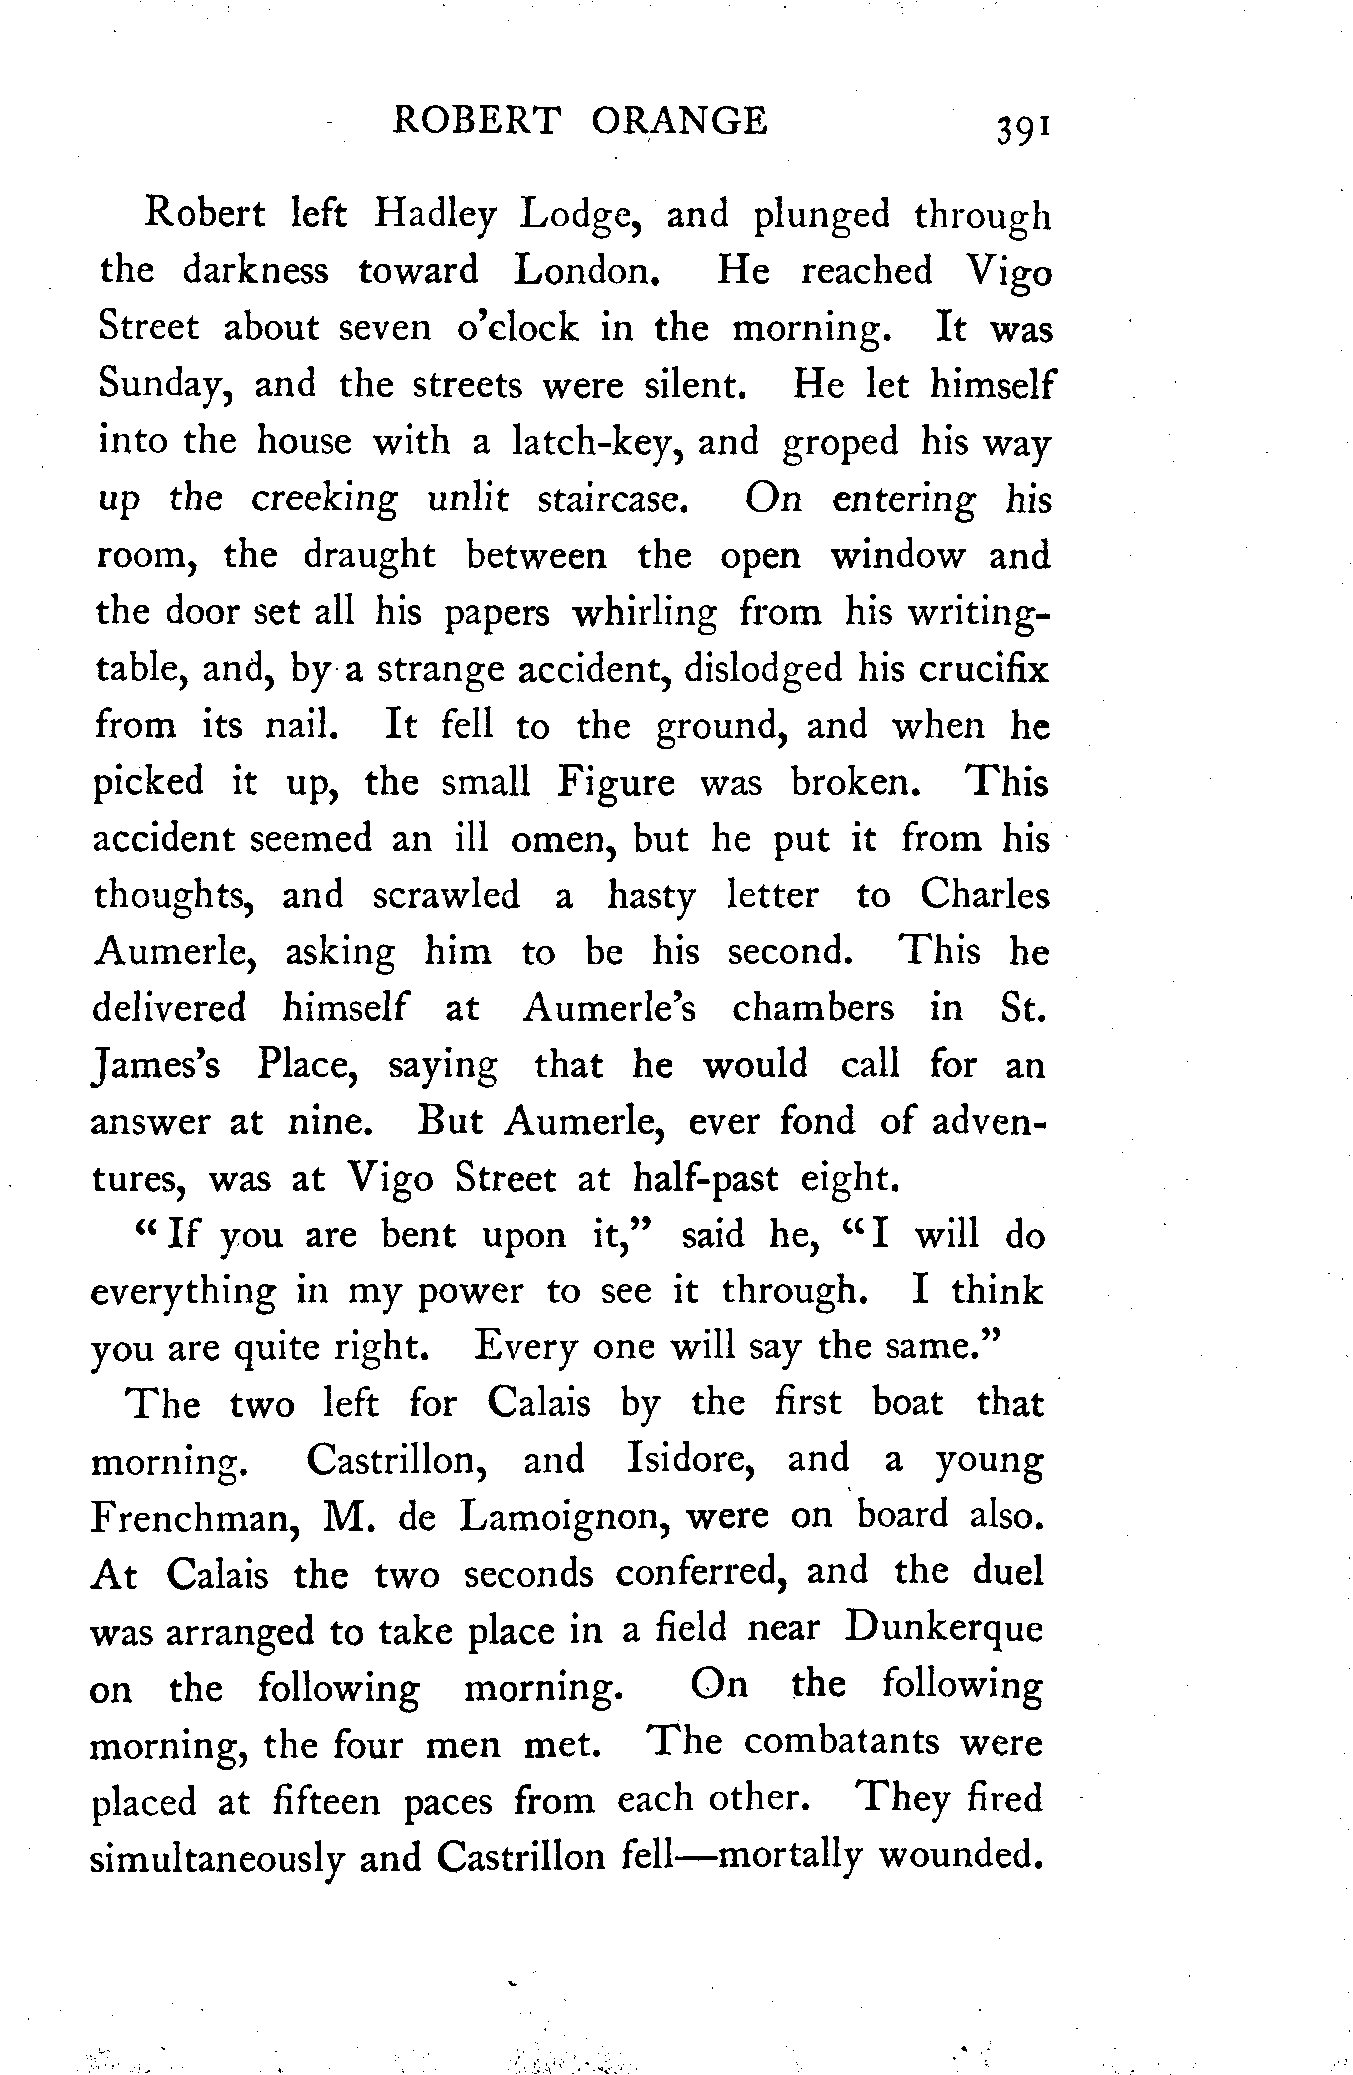 ROBERT ORANGE 391
Robert left Hadley Lodge, and plunged through
the darkness toward London. He reached Vigo
Street about seven o'clock in the morning. It was
Sunday, and the streets were silent. He let himself
into the house with a latch-key, and groped his way
up the creeking unlit staircase. On entering his
room, the draught between the open window and
the door set all his papers whirling from his writing-
table, and, by a strange accident, dislodged his crucifix
from its nail. It fell to the ground, and when he
picked it up, the small Figure was broken. This
accident seemed an ill omen, but he put it from his
thoughts, and scrawled a hasty letter to Charles
Aumerle, asking him to be his second. This he
delivered himself at Aumerle's chambers in St.
James's Place, saying that he would call for an
answer at nine. But Aumerle, ever fond of adven-
tures, was at Vigo Street at half-past eight.
"If you are bent upon it," said he, "I will do
everything in my power to see it through. I think
you are quite right. Every one will say the same."
The two left for Calais by the first boat that
morning. Castrillon, and Isidore, and a young
Frenchman, M. de Lamoignon, were on board also.
At Calais the two seconds conferred, and the duel
was arranged to take place in a field near Dunkerque
on the following morning. On the following
morning, the four men met. The combatants were
placed at fifteen paces from each other. They fired
simultaneously and Castrillon fell—mortally wounded.